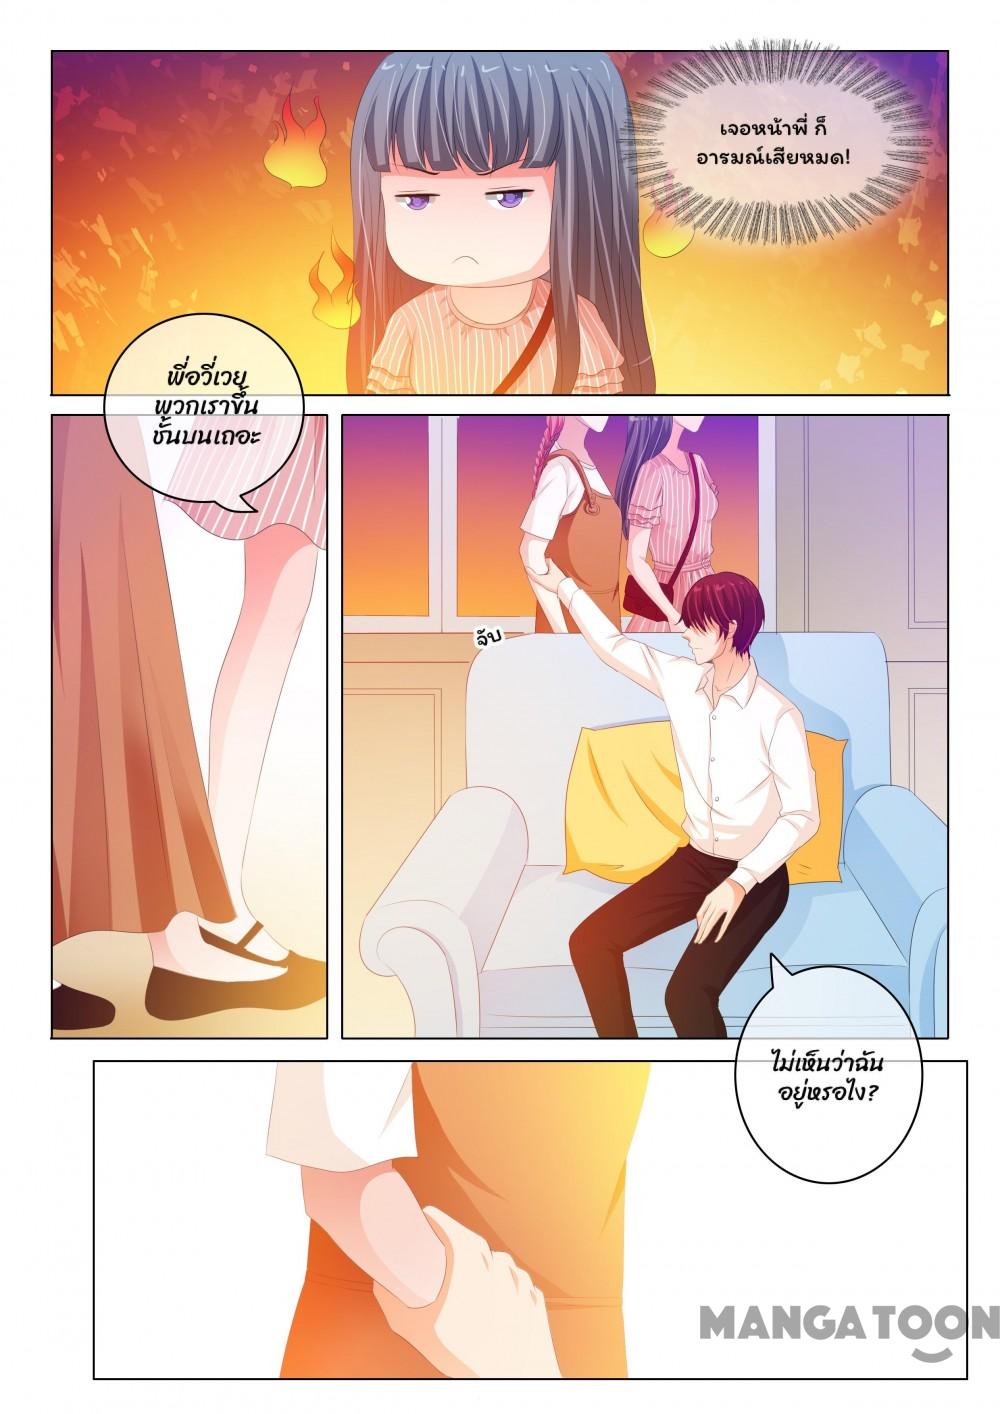 เจอหน้าพี่ ก็
อารมณ์เสียหมด!
พี่อวี่เวย
พวกเราขึ้น
ชั้นบนเถอะ
จับ
ไม่เห็นว่าฉัน
อยู่หรอไง?
MANGATOON